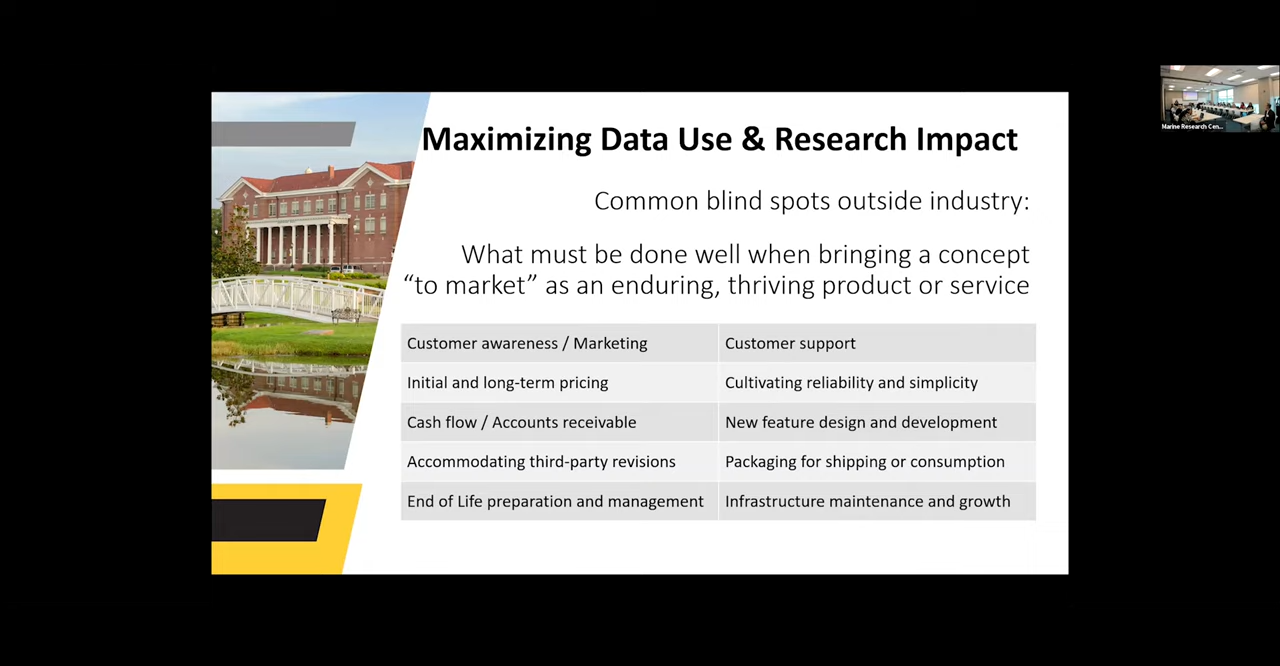 Maximizing Data Use & Research Impact
Common blind spots outside industry:
What must be done well when bringing a concept
“to market” as an enduring, thriving product or service
Customer awareness / Marketing
Customer support
Initial and long-term pricing
Cultivating reliability and simplicity
Cash flow / Accounts receivable
New feature design and development
Accommodating third-party revisions
Packaging for shipping or consumption
End of Life preparation and management
Infrastructure maintenance and growth
Marine Research Cen...